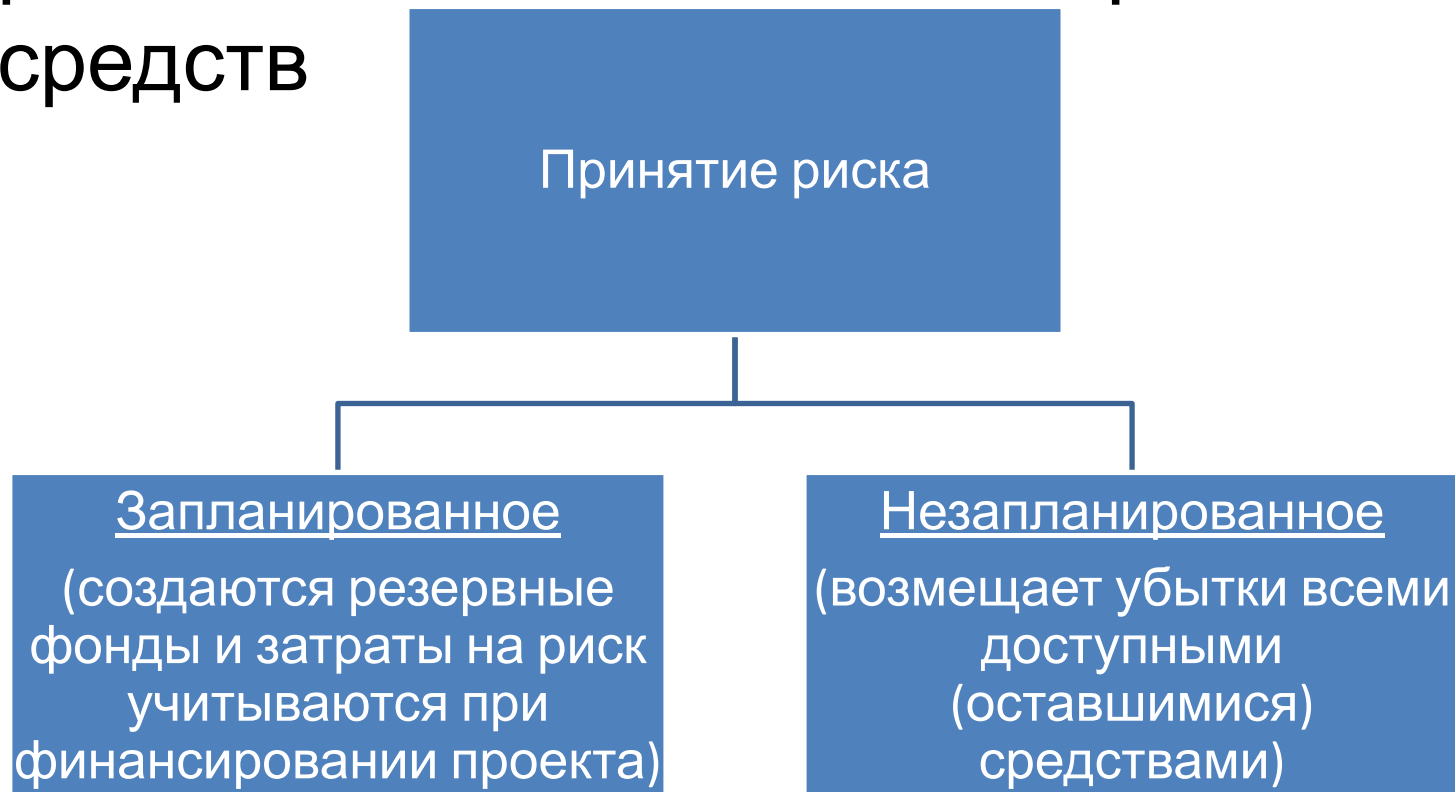 средств
Принятие риска
Запланированное
(создаются резервные
фонды и затраты на риск
учитываются при
финансировании проекта)
Незапланированное
(возмещает убытки всеми
доступными
(оставшимися)
средствами)